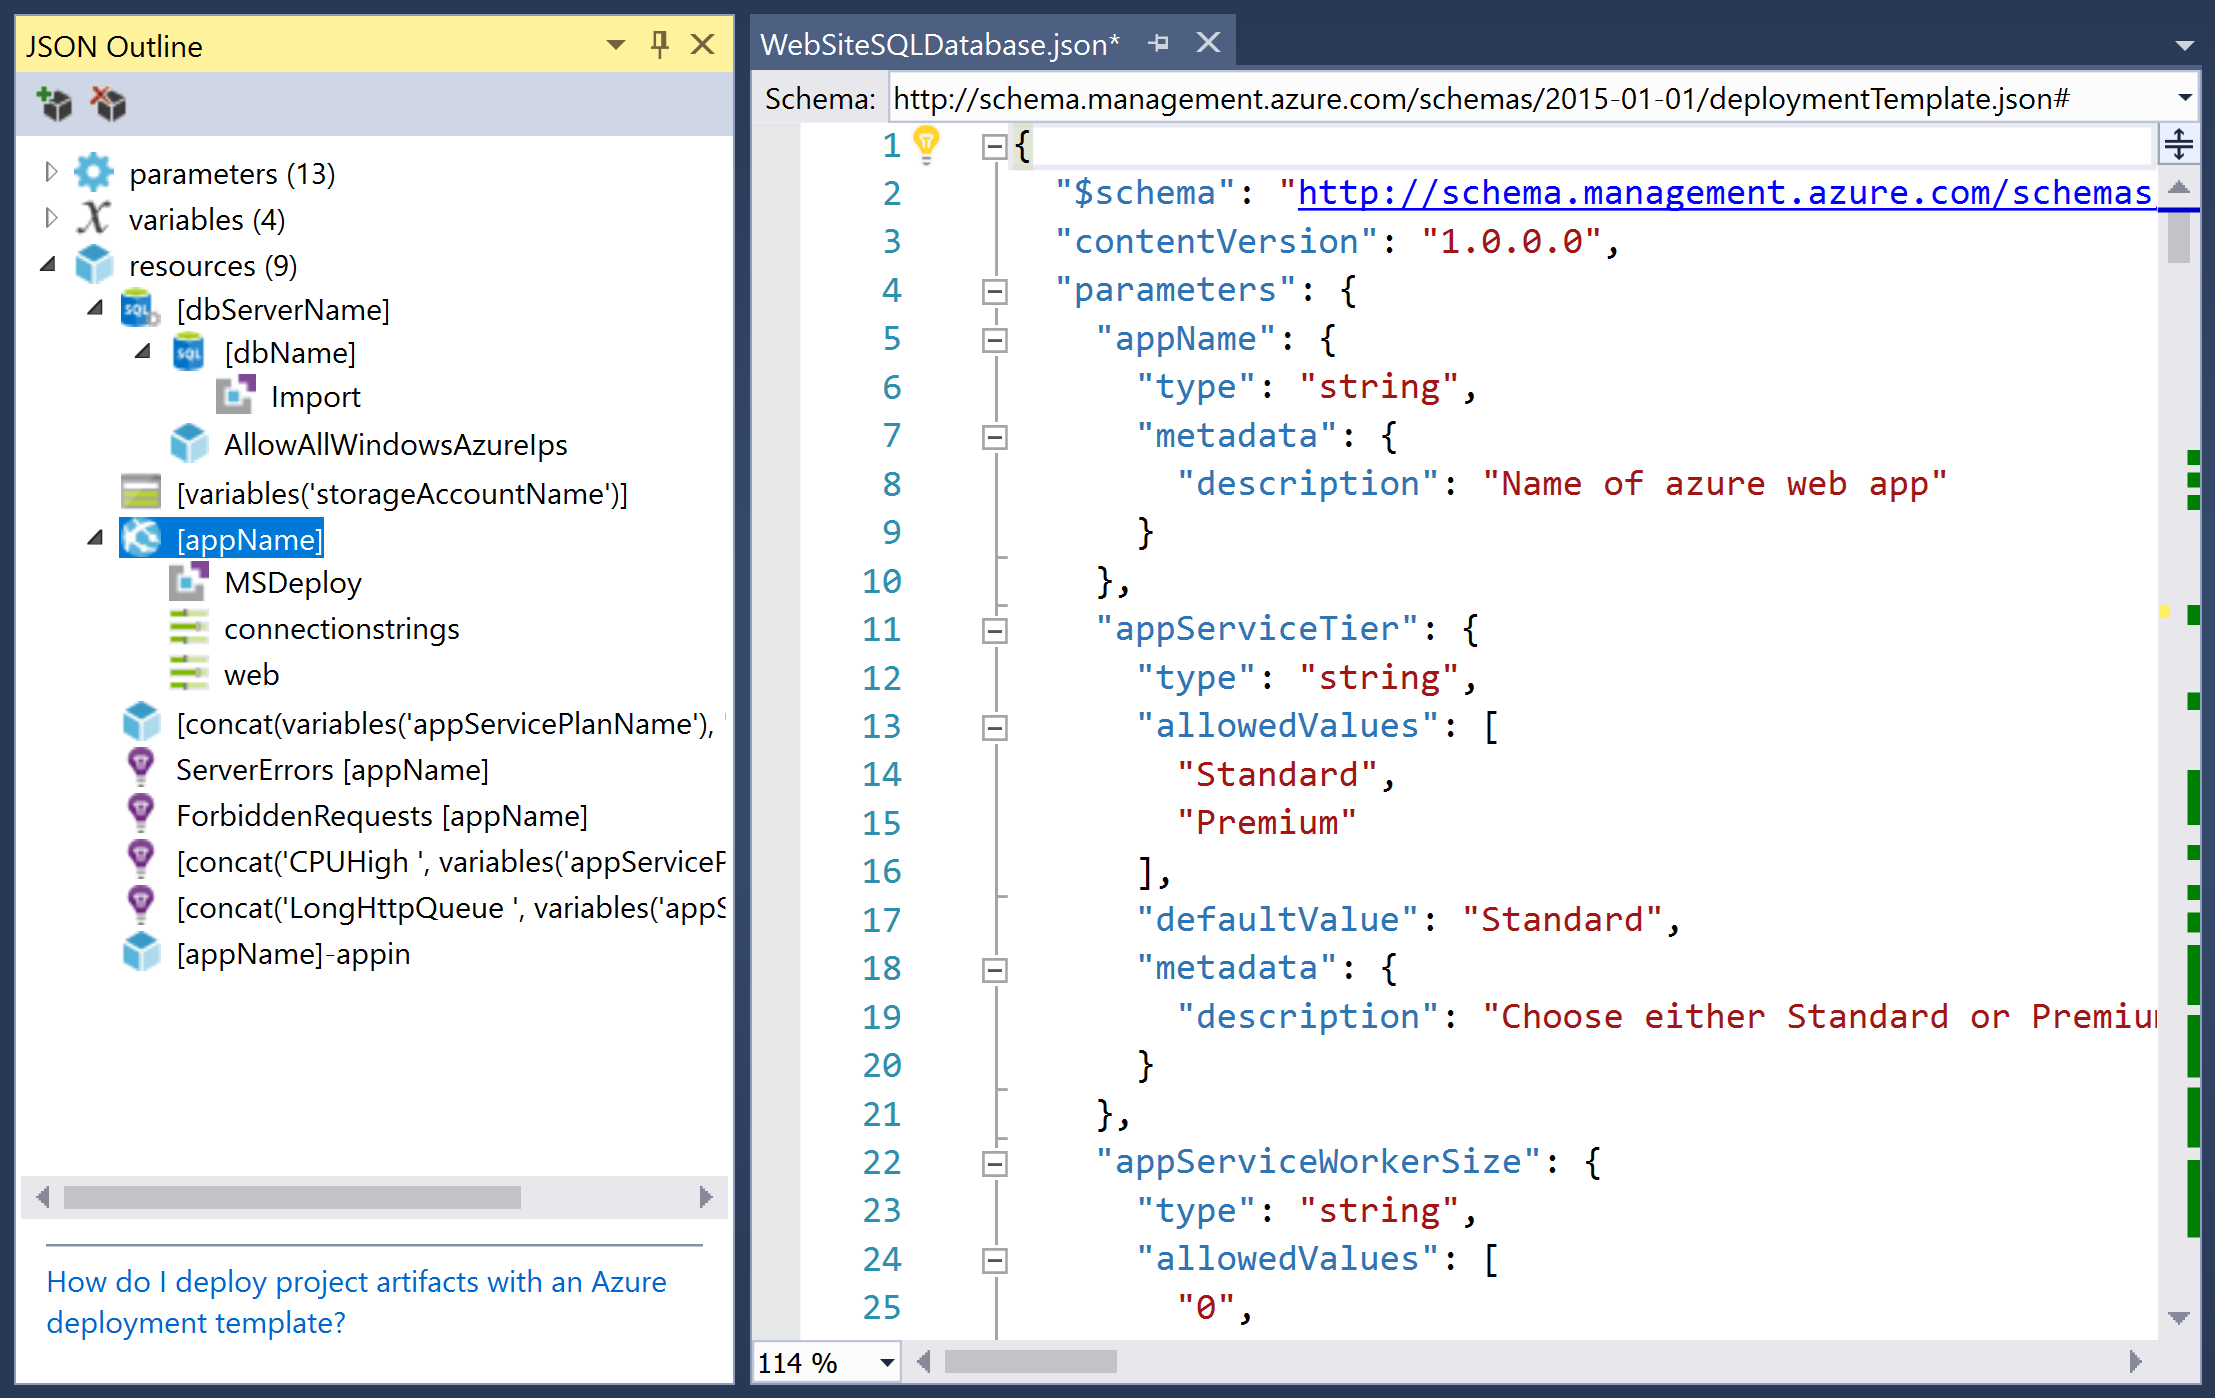 JSON Outline
parameters (13)
variables (4)
resources (9)
[dbServerName]
[dbName]
Import
AllowAllWindowsAzureIps
[variables('storageAccountName')]
[appName]
MSDeploy
connectionstrings
web
[concat(variables('appServicePlanName'), '
ServerErrors [appName]
ForbiddenRequests [appName]
[concat('CPUHigh ', variables('appServiceP
[concat('LongHttpQueue ', variables('appS
[appName]-appin
How do I deploy project artifacts with an Azure
deployment template?
WebSiteSQLDatabase.json*
Schema: http://schema.management.azure.com/schemas/2015-01-01/deploymentTemplate.json#
1 {
2 "$schema": "http://schema.management.azure.com/schemas
3 "contentVersion": "1.0.0.0",
4 "parameters": {
5 "appName": {
6 "type": "string",
7 "metadata": {
8 "description": "Name of azure web app"
9 }
10 },
11 "appServiceTier": {
12 "type": "string",
13 "allowedValues": [
14 "Standard",
15 "Premium"
16 ],
17 "defaultValue": "Standard",
18 "metadata": {
19 "description": "Choose either Standard or Premiu
20 }
21 },
22 "appServiceWorkerSize": {
23 "type": "string",
24 "allowedValues": [
25 "0",
114 %